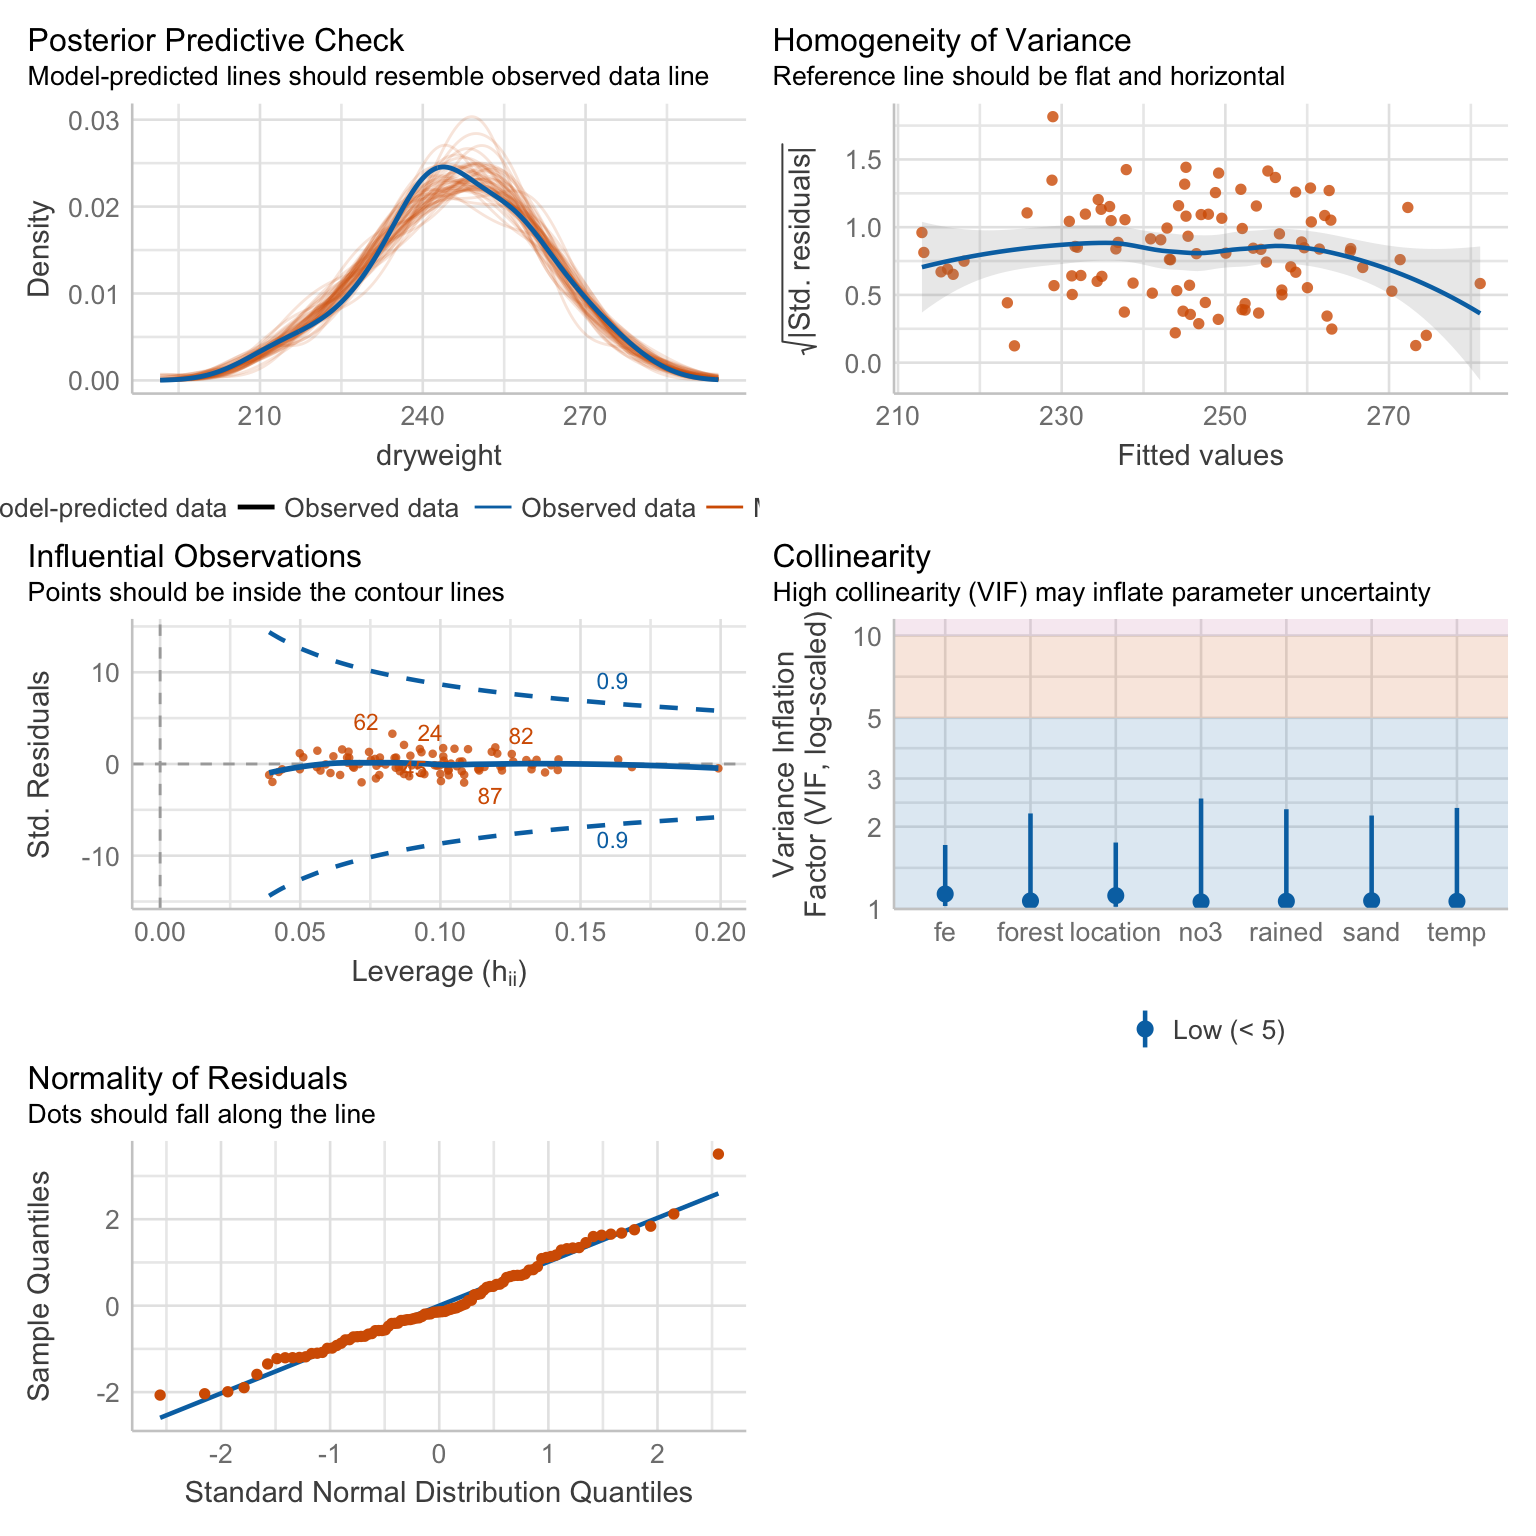 Posterior Predictive Check
Model-predicted lines should resemble observed data line
0.03
0.02
0.01
0.00
Density
210 240 270
dryweight
odel-predicted data Observed data Observed data
Homogeneity of Variance
Reference line should be flat and horizontal
1.5
1.0
0.5
0.0
√|Std. residuals|
210 230 250 270
Fitted values
Influential Observations
Points should be inside the contour lines
10
0
-10
Std. Residuals
0.9
62 24 82
87
0.9
0.00 0.05 0.10 0.15 0.20
Leverage (hii)
Collinearity
High collinearity (VIF) may inflate parameter uncertainty
Variance Inflation
Factor (VIF, log-scaled)
10
5
3
2
1
fe forest location no3 rained sand temp
Low (< 5)
Normality of Residuals
Dots should fall along the line
2
0
-2
Sample Quantiles
-2 -1 0 1 2
Standard Normal Distribution Quantiles